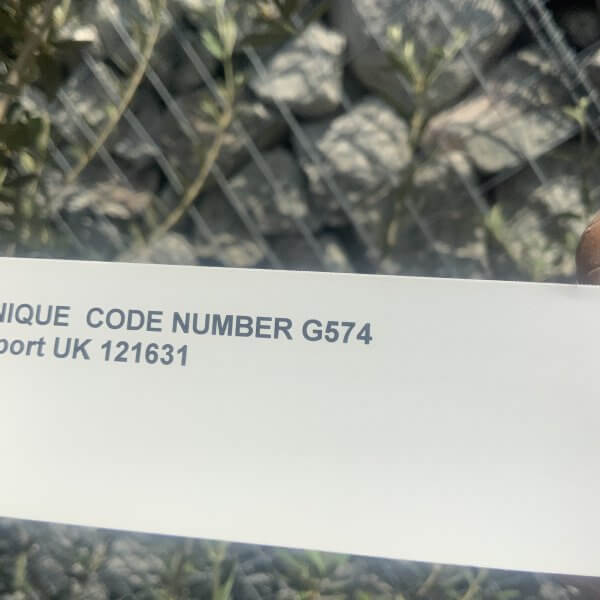 NIQUE CODE NUMBER G574
port UK 121631